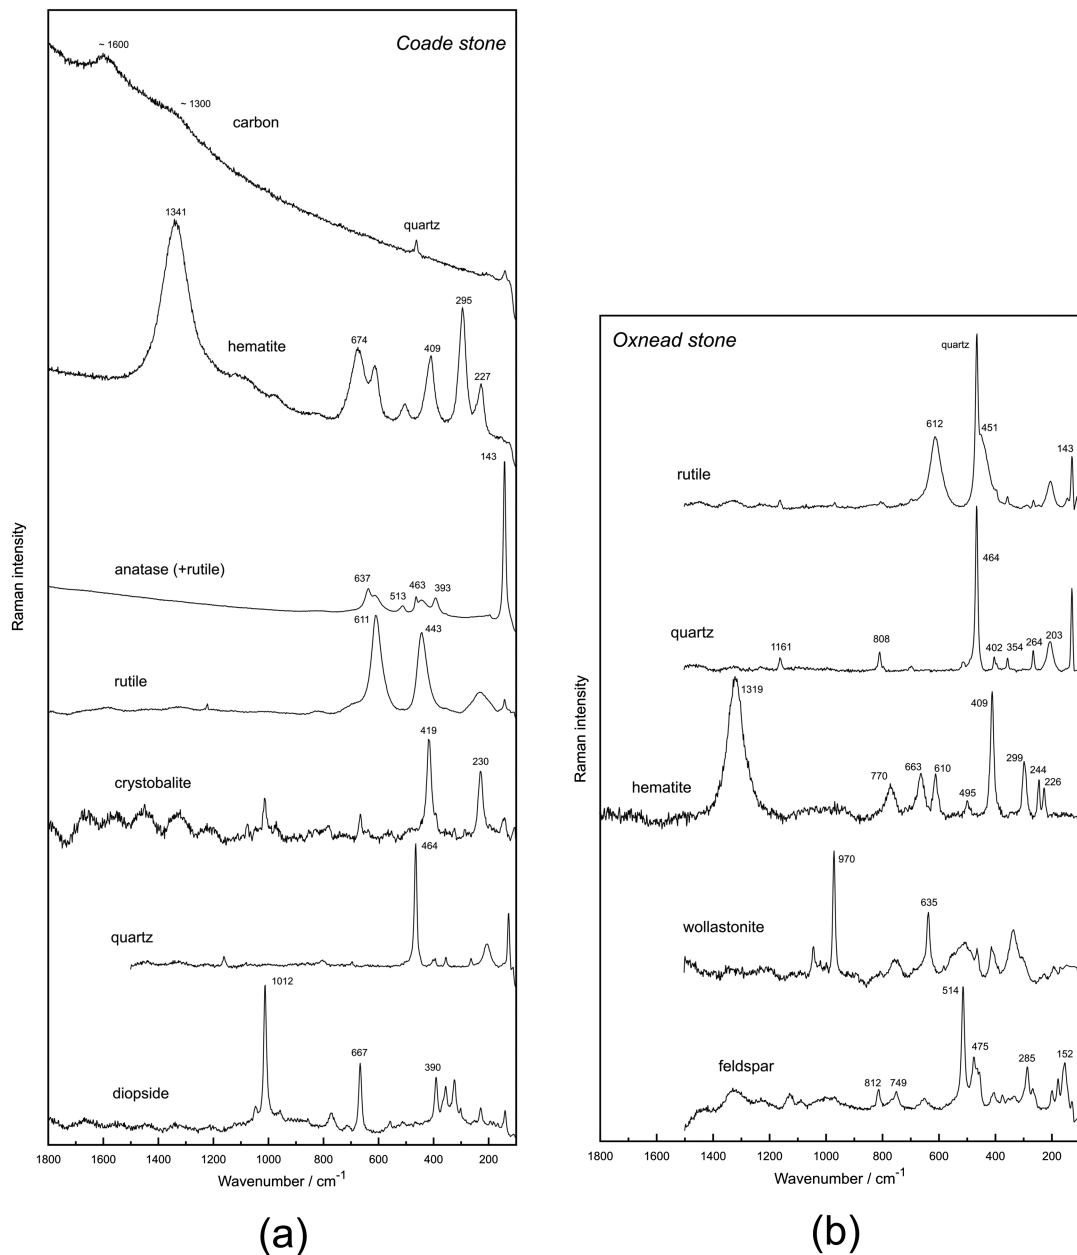 Coade stone
~ 1600
~ 1300
carbon
quartz
1341
hematite
674
409
295
227
143
anatase (+rutile)
637
513
463
393
rutile
611
443
crystobalite
419
230
quartz
464
diopside
1012
667
390
Raman intensity
1800 1600 1400 1200 1000 800 600 400 200
Wavenumber / cm-1
(a)
Oxnead stone
quartz
rutile
612
451
143
quartz
1161
808
464
402
354
264
203
hematite
1319
770
663
610
495
409
299
244
226
wollastonite
970
635
feldspar
812
749
514
475
285
152
Raman intensity
1800 1600 1400 1200 1000 800 600 400 200
Wavenumber / cm-1
(b)